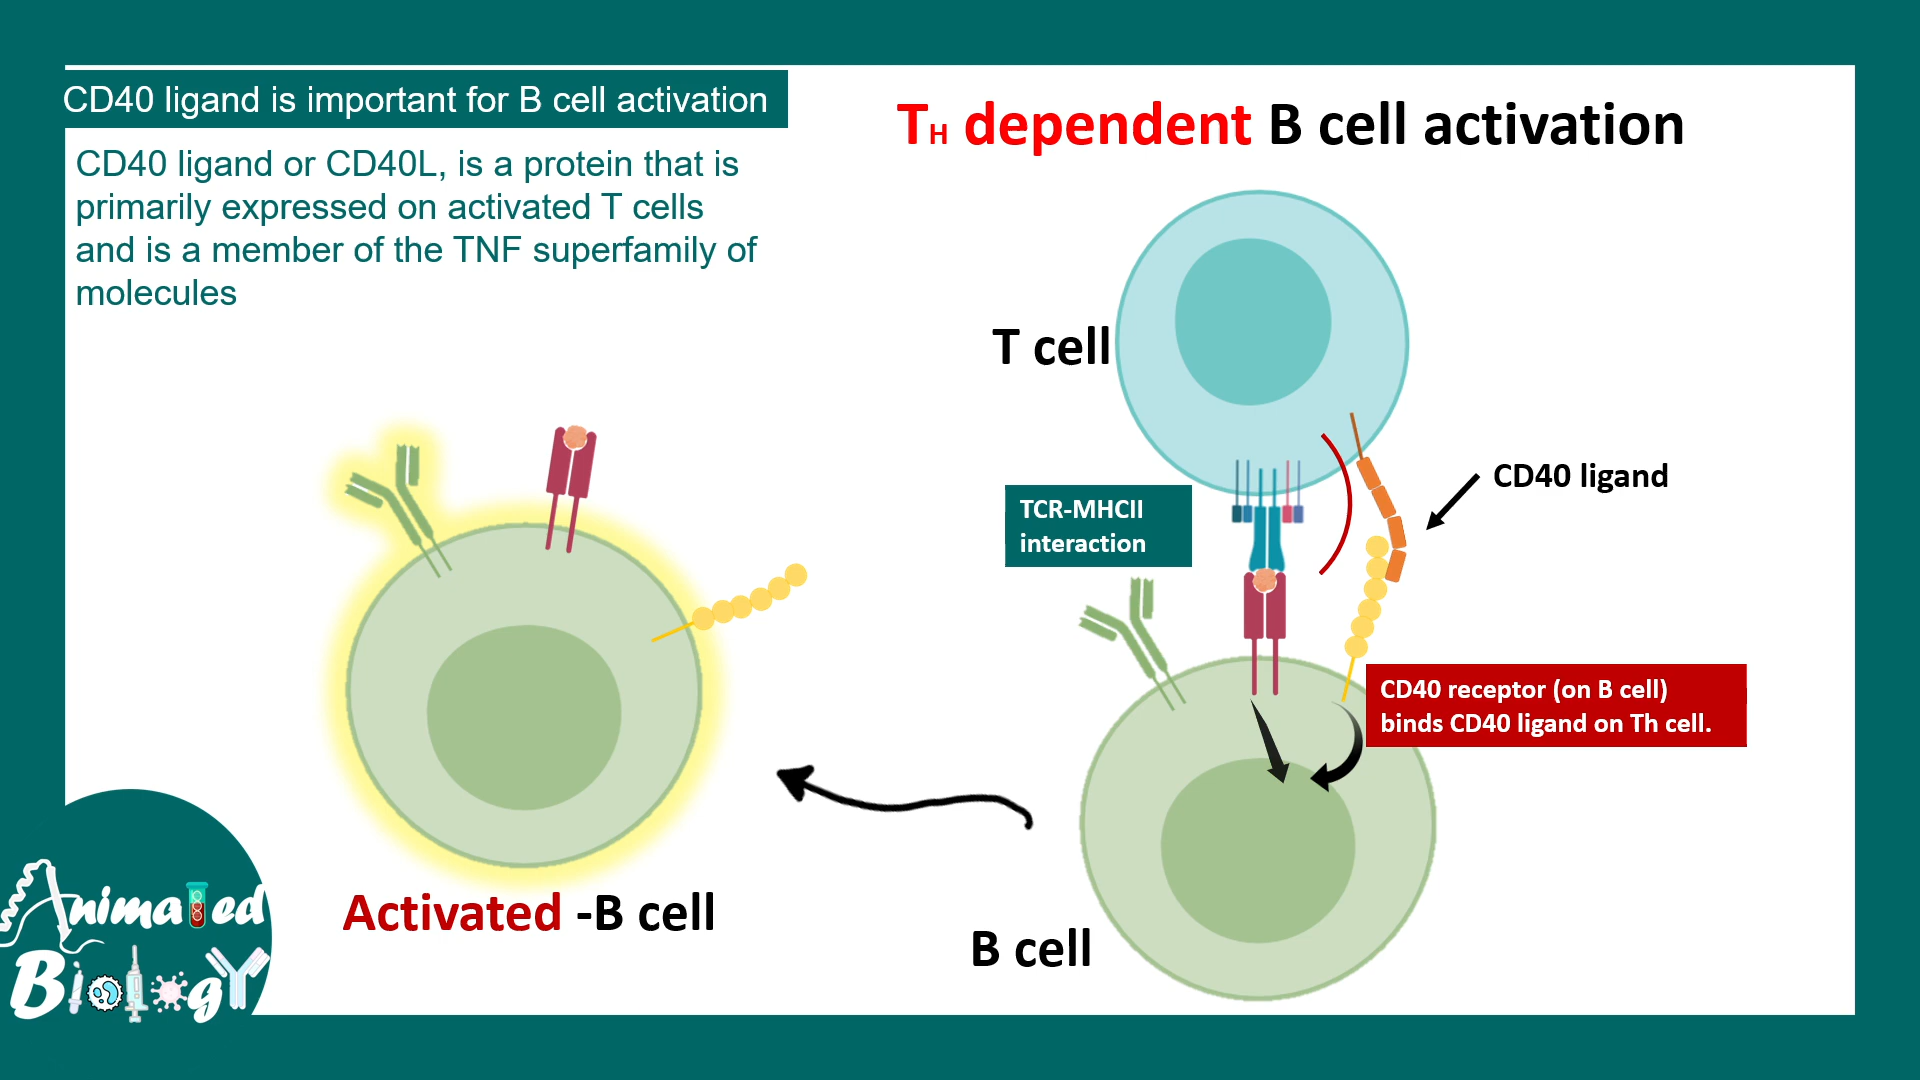 CD40 ligand is important for B cell activation
CD40 ligand or CD40L, is a protein that is
primarily expressed on activated T cells
and is a member of the TNF superfamily of
molecules
TH dependent B cell activation
T cell
CD40 ligand
TCR-MHCII
interaction
CD40 receptor (on B cell)
binds CD40 ligand on Th cell.
Activated -B cell
B cell
Animated
Biology